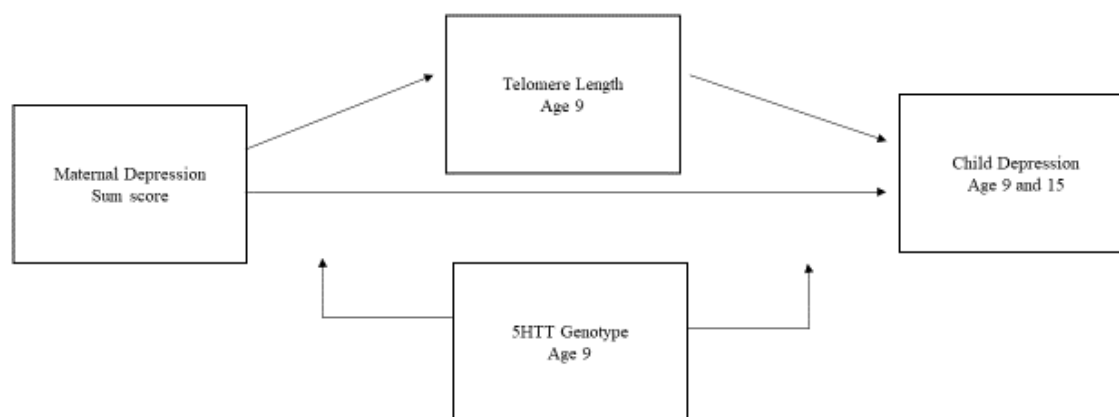 Telomere Length
Age 9
Maternal Depression
Sum score
Child Depression
Age 9 and 15
5HTT Genotype
Age 9